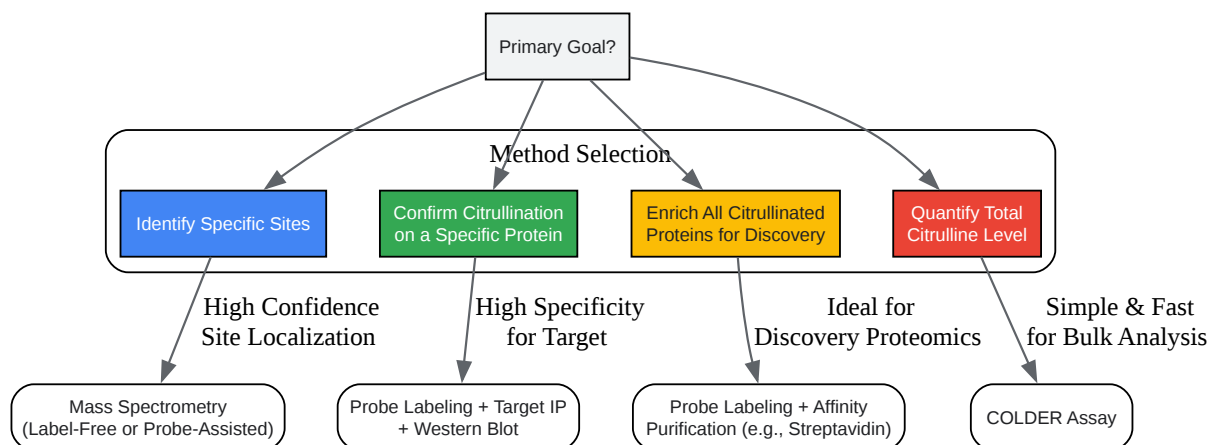 Primary Goal?
Method Selection
Identify Specific Sites
Confirm Citrullination
on a Specific Protein
Enrich All Citrullinated
Proteins for Discovery
Quantify Total
Citrulline Level
High Confidence
Site Localization
High Specificity
for Target
Ideal for
Discovery Proteomics
Simple & Fast
for Bulk Analysis
Mass Spectrometry
(Label-Free or Probe-Assisted)
Probe Labeling + Target IP
+ Western Blot
Probe Labeling + Affinity
Purification (e.g., Streptavidin)
COLDER Assay